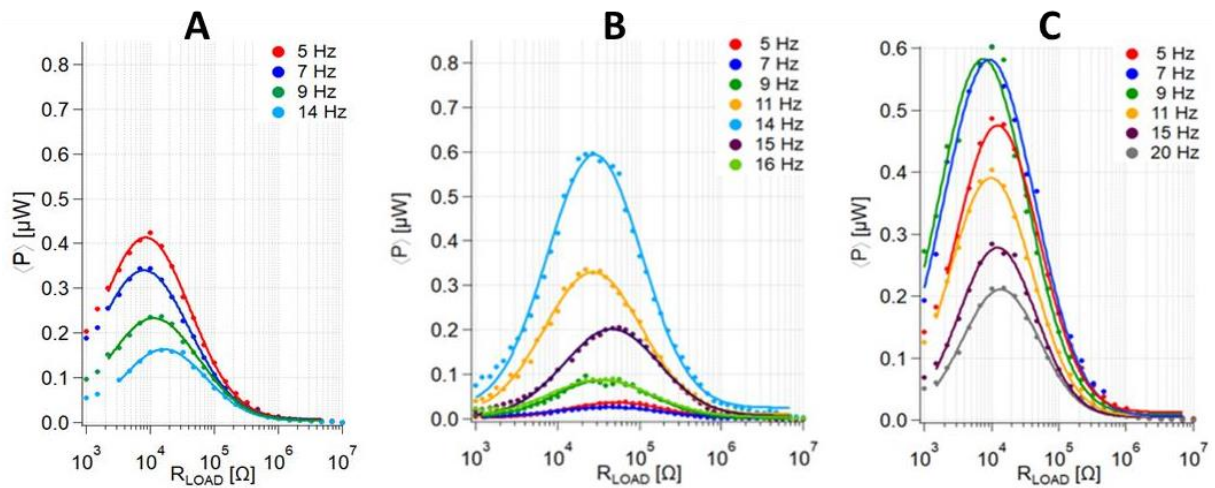 A
5 Hz
7 Hz
9 Hz
14 Hz
0.8
0.7
0.6
0.5
0.4
0.3
0.2
0.1
0.0
⟨P⟩ [µW]
10³ 10⁴ 10⁵ 10⁶ 10⁷
R_LOAD [Ω]
B
5 Hz
7 Hz
9 Hz
11 Hz
14 Hz
15 Hz
16 Hz
0.8
0.7
0.6
0.5
0.4
0.3
0.2
0.1
0.0
⟨P⟩ [µW]
10³ 10⁴ 10⁵ 10⁶ 10⁷
R_LOAD [Ω]
C
5 Hz
7 Hz
9 Hz
11 Hz
15 Hz
20 Hz
0.6
0.5
0.4
0.3
0.2
0.1
0.0
⟨P⟩ [µW]
10³ 10⁴ 10⁵ 10⁶ 10⁷
R_LOAD [Ω]